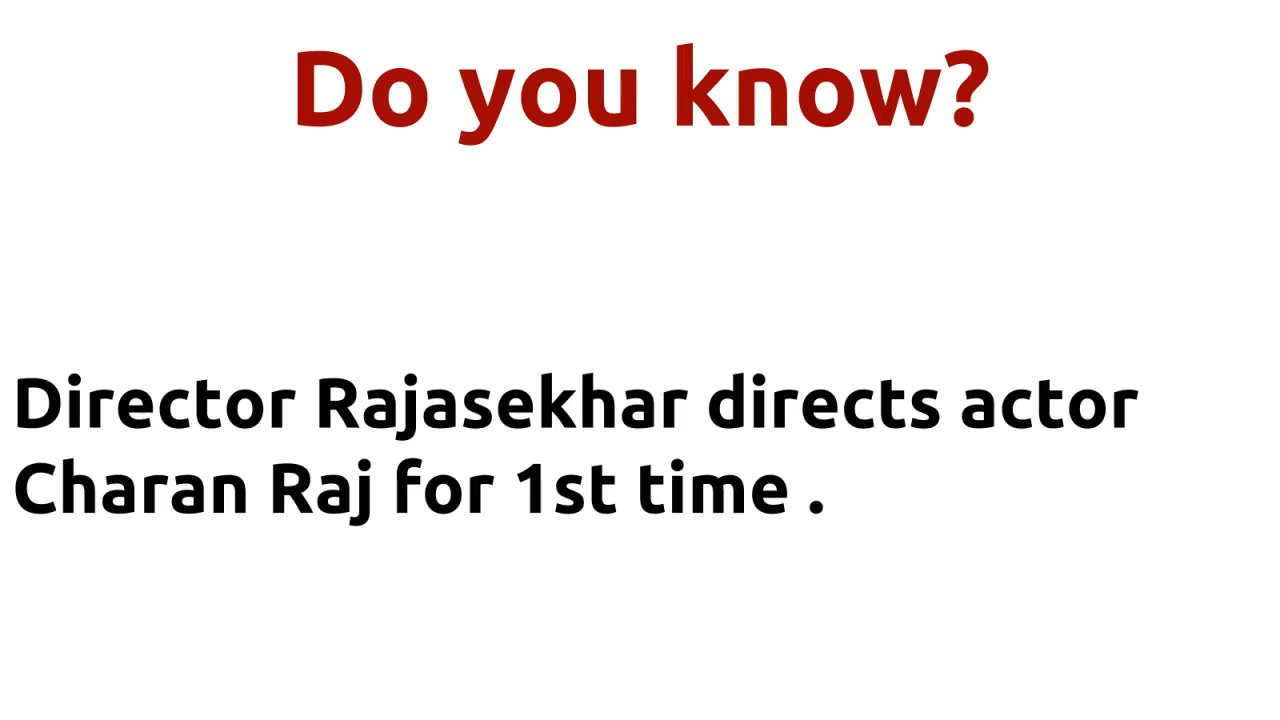 Do you know?
Director Rajasekhar directs actor
Charan Raj for 1st time .